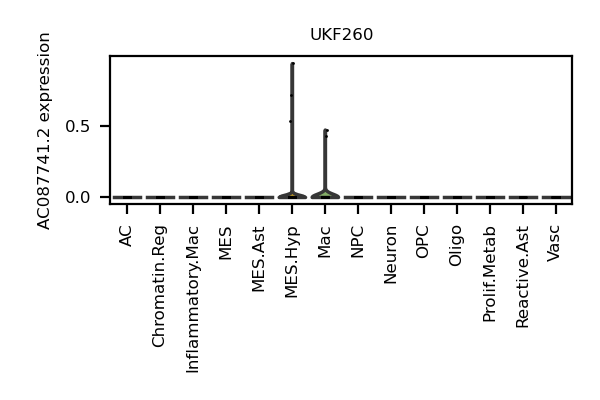 UKF260
AC087741.2 expression
0.5
0.0
AC
Chromatin.Reg
Inflammatory.Mac
MES
MES.Ast
MES.Hyp
Mac
NPC
Neuron
OPC
Oligo
Prolif.Metab
Reactive.Ast
Vasc